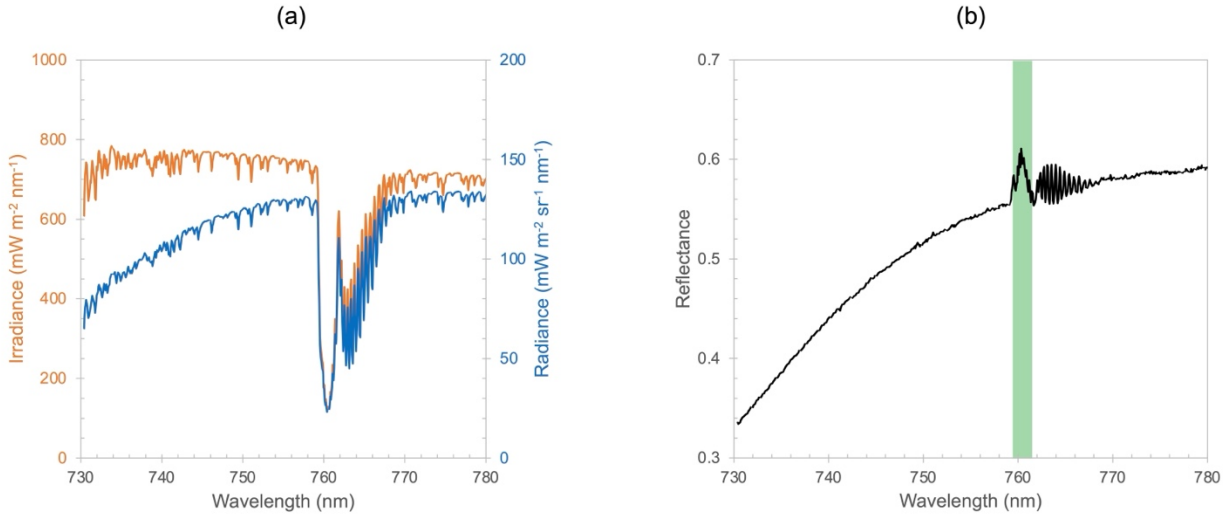 (a)
1000
800
600
400
200
0
Irradiance (mW m⁻² nm⁻¹)
200
150
100
50
0
Radiance (mW m⁻² sr⁻¹ nm⁻¹)
730 740 750 760 770 780
Wavelength (nm)
(b)
0.7
0.6
0.5
0.4
0.3
Reflectance
730 740 750 760 770 780
Wavelength (nm)